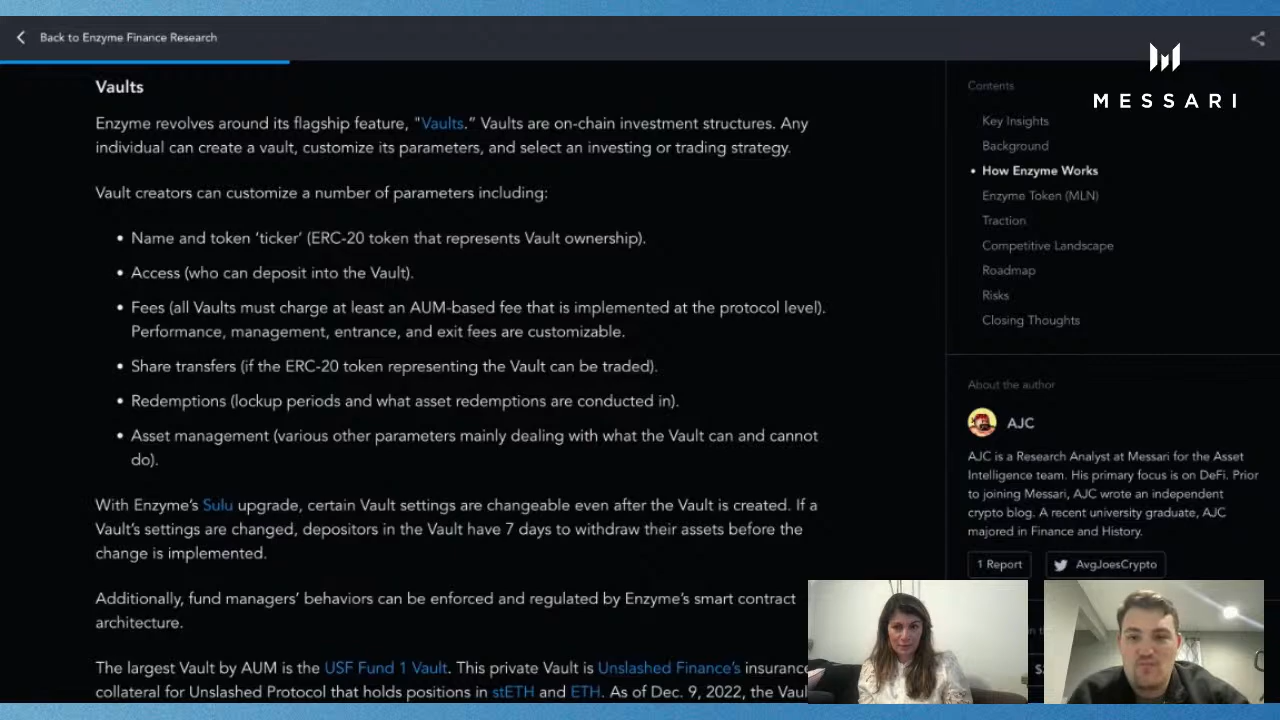 Back to Enzyme Finance Research
MESSARI
Vaults
Enzyme revolves around its flagship feature, "Vaults.” Vaults are on-chain investment structures. Any
individual can create a vault, customize its parameters, and select an investing or trading strategy.
Vault creators can customize a number of parameters including:
• Name and token ‘ticker’ (ERC-20 token that represents Vault ownership).
• Access (who can deposit into the Vault).
• Fees (all Vaults must charge at least an AUM-based fee that is implemented at the protocol level).
Performance, management, entrance, and exit fees are customizable.
• Share transfers (if the ERC-20 token representing the Vault can be traded).
• Redemptions (lockup periods and what asset redemptions are conducted in).
• Asset management (various other parameters mainly dealing with what the Vault can and cannot
do).
With Enzyme’s Sulu upgrade, certain Vault settings are changeable even after the Vault is created. If a
Vault’s settings are changed, depositors in the Vault have 7 days to withdraw their assets before the
change is implemented.
Additionally, fund managers’ behaviors can be enforced and regulated by Enzyme’s smart contract
architecture.
The largest Vault by AUM is the USF Fund 1 Vault. This private Vault is Unslashed Finance’s insurance
collateral for Unslashed Protocol that holds positions in stETH and ETH. As of Dec. 9, 2022, the Vaul
Contents
Key Insights
Background
• How Enzyme Works
Enzyme Token (MLN)
Traction
Competitive Landscape
Roadmap
Risks
Closing Thoughts
About the author
AJC
AJC is a Research Analyst at Messari for the Asset
Intelligence team. His primary focus is on DeFi. Prior
to joining Messari, AJC wrote an independent
crypto blog. A recent university graduate, AJC
majored in Finance and History.
1 Report
AvgJoesCrypto